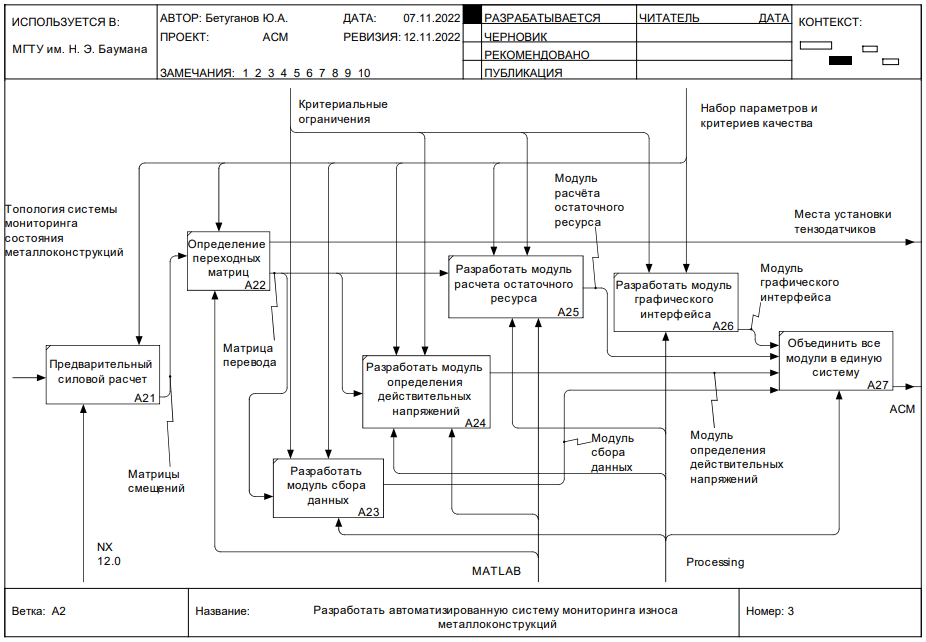 ИСПОЛЬЗУЕТСЯ В:
МГТУ им. Н. Э. Баумана
АВТОР: Бетуганов Ю.А.
ДАТА: 07.11.2022
ПРОЕКТ: АСМ
РЕВИЗИЯ: 12.11.2022
ЗАМЕЧАНИЯ: 1 2 3 4 5 6 7 8 9 10
РАЗРАБАТЫВАЕТСЯ
ЧЕРНОВИК
РЕКОМЕНДОВАНО
ПУБЛИКАЦИЯ
ЧИТАТЕЛЬ
ДАТА
КОНТЕКСТ:
Критериальные
ограничения
Набор параметров и
критериев качества
Топология системы
мониторинга
состояния
металлоконструкций
Модуль
расчёта
остаточного
ресурса
Места установки
тензодатчиков
Определение
переходных
матриц
A22
Разработать модуль
расчета остаточного
ресурса
A25
Разработать модуль
графического
интерфейса
A26
Модуль
графического
интерфейса
Матрица
перевода
Предварительный
силовой расчет
A21
Разработать модуль
определения
действительных
напряжений
A24
Объединить все
модули в единую
систему
A27
АСМ
Матрицы
смещений
Разработать
модуль сбора
данных
A23
Модуль
сбора
данных
Модуль
определения
действительных
напряжений
NX
12.0
MATLAB
Processing
Ветка: A2
Название:
Разработать автоматизированную систему мониторинга износа
металлоконструкций
Номер: 3